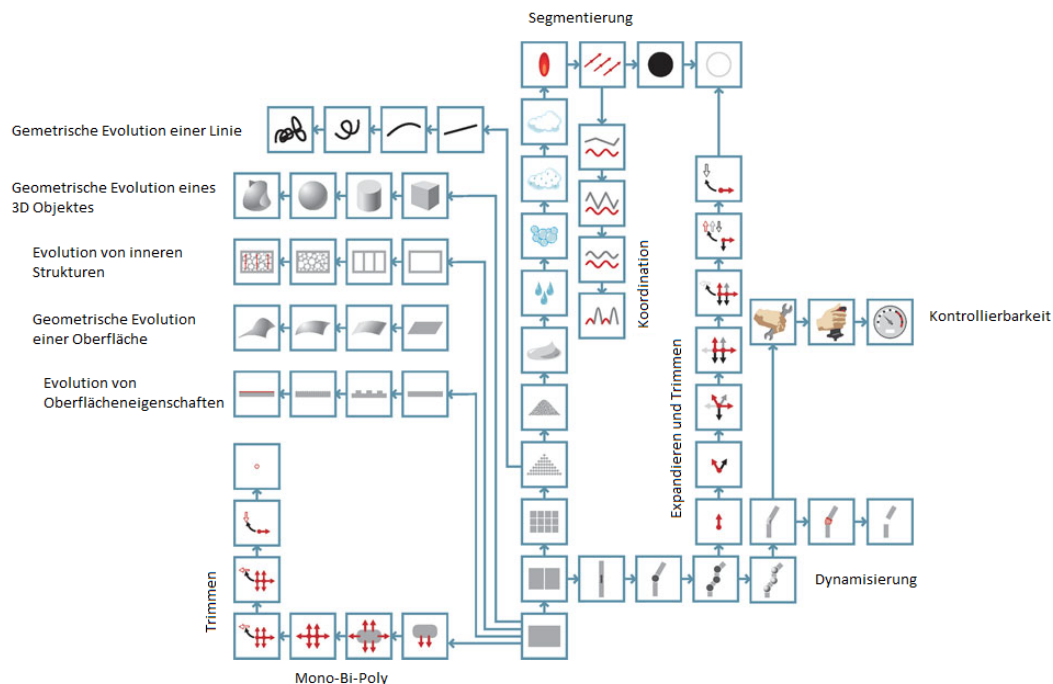 Segmentierung
Gemetrische Evolution einer Linie
Geometrische Evolution eines
3D Objektes
Evolution von inneren
Strukturen
Koordination
Geometrische Evolution
einer Oberfläche
Kontrollierbarkeit
Evolution von
Oberflächeneigenschaften
Expandieren und Trimmen
Trimmen
Dynamisierung
Mono-Bi-Poly